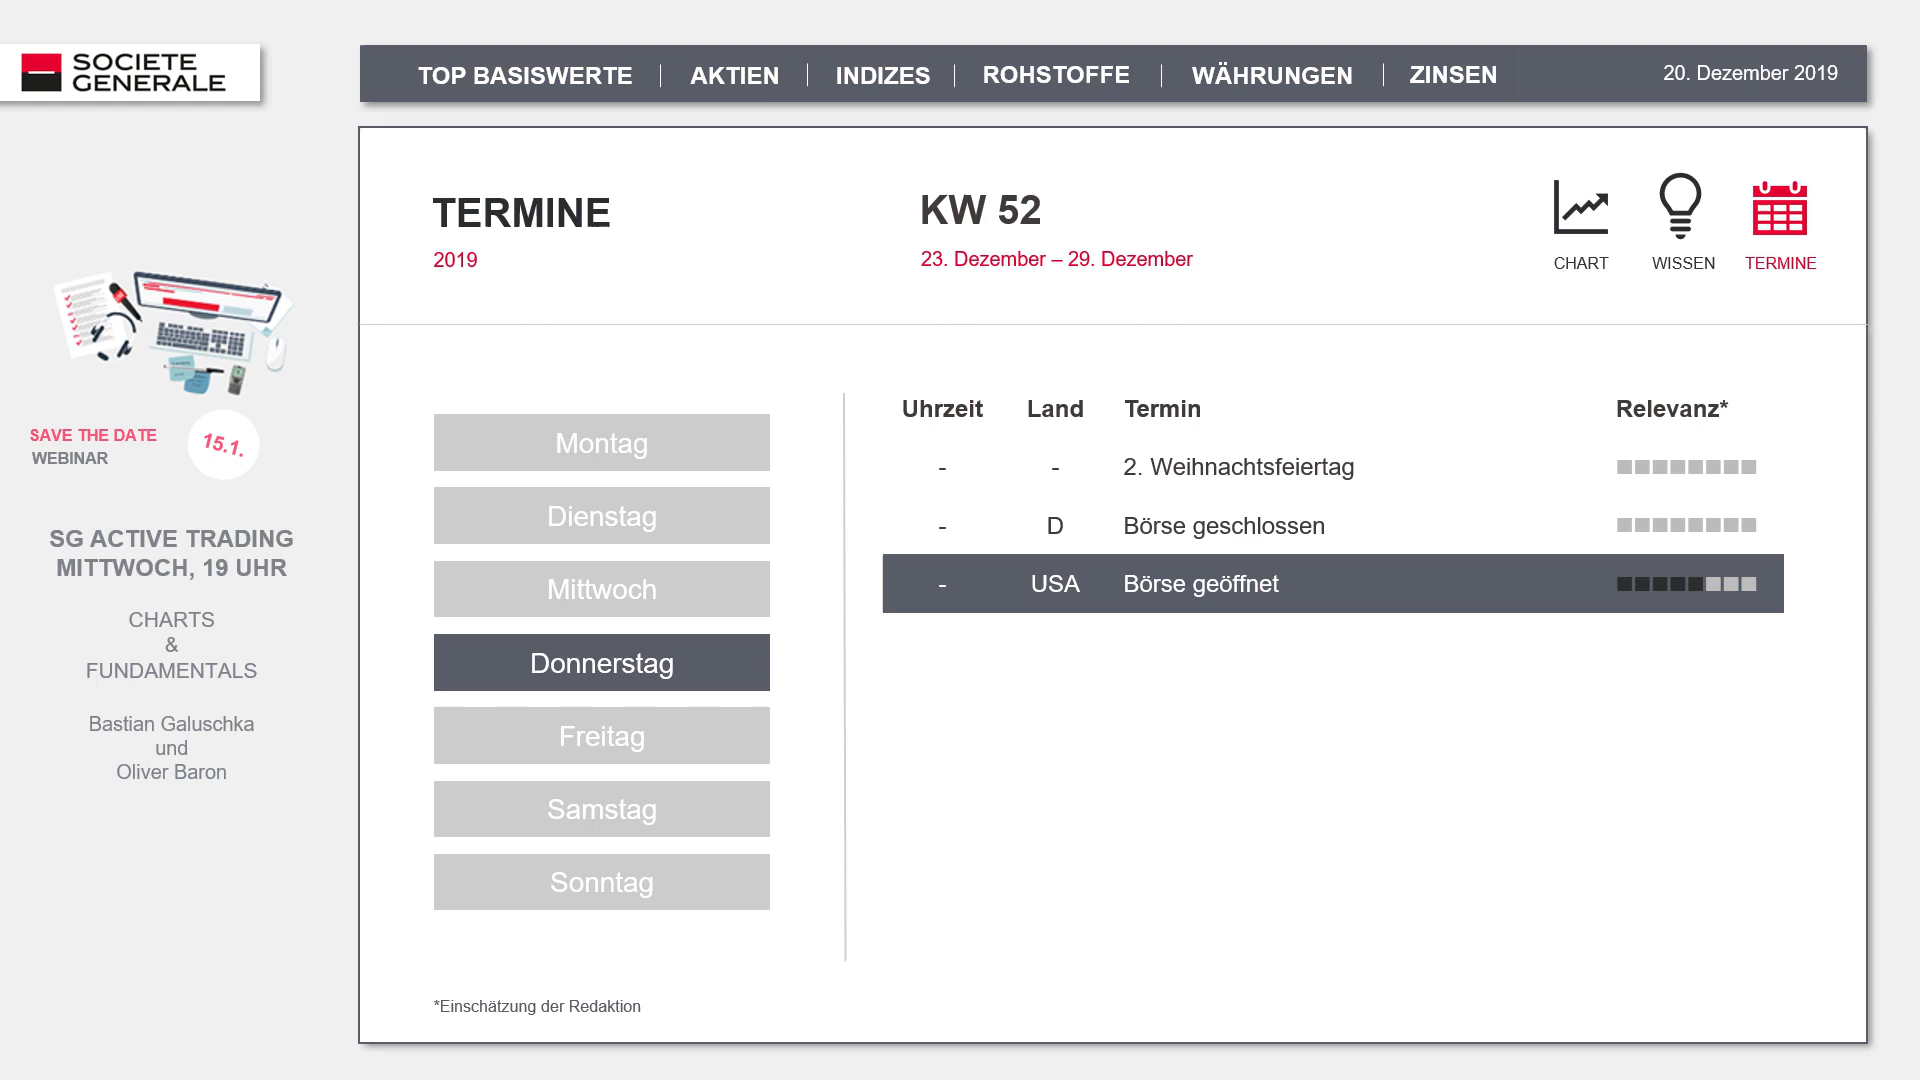 SOCIETE
GENERALE
TOP BASISWERTE | AKTIEN | INDIZES | ROHSTOFFE | WÄHRUNGEN | ZINSEN 20. Dezember 2019
TERMINE
2019
KW 52
23. Dezember – 29. Dezember
CHART WISSEN TERMINE
SAVE THE DATE
WEBINAR
15.1.
SG ACTIVE TRADING
MITTWOCH, 19 UHR
CHARTS
&
FUNDAMENTALS
Bastian Galuschka
und
Oliver Baron
Montag
Dienstag
Mittwoch
Donnerstag
Freitag
Samstag
Sonntag
Uhrzeit Land Termin Relevanz*
- - 2. Weihnachtsfeiertag
- D Börse geschlossen
- USA Börse geöffnet
*Einschätzung der Redaktion